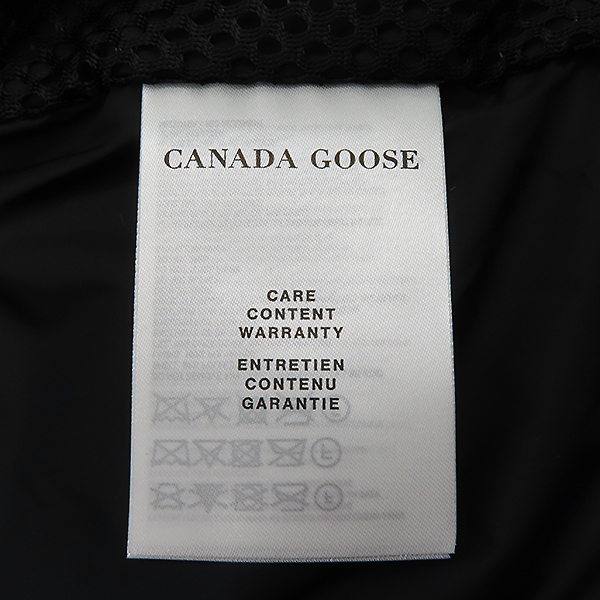 CANADA GOOSE
CARE
CONTENT
WARRANTY
ENTRETIEN
CONTENU
GARANTIE